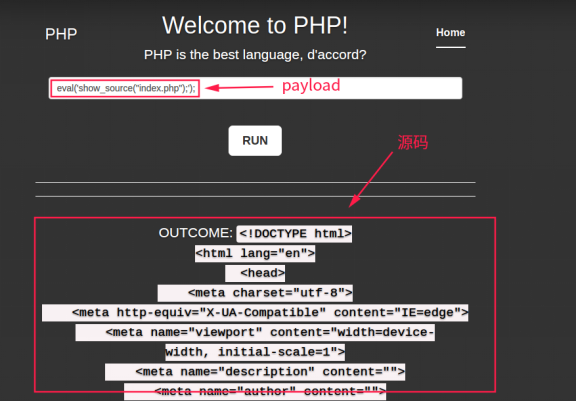 PHP
Welcome to PHP!
Home
PHP is the best language, d'accord?
eval('show_source("index.php");');
payload
RUN
源码
OUTCOME: <!DOCTYPE html>
<html lang="en">
<head>
<meta charset="utf-8">
<meta http-equiv="X-UA-Compatible" content="IE=edge">
<meta name="viewport" content="width=device-
width, initial-scale=1">
<meta name="description" content="">
<meta name="author" content="">